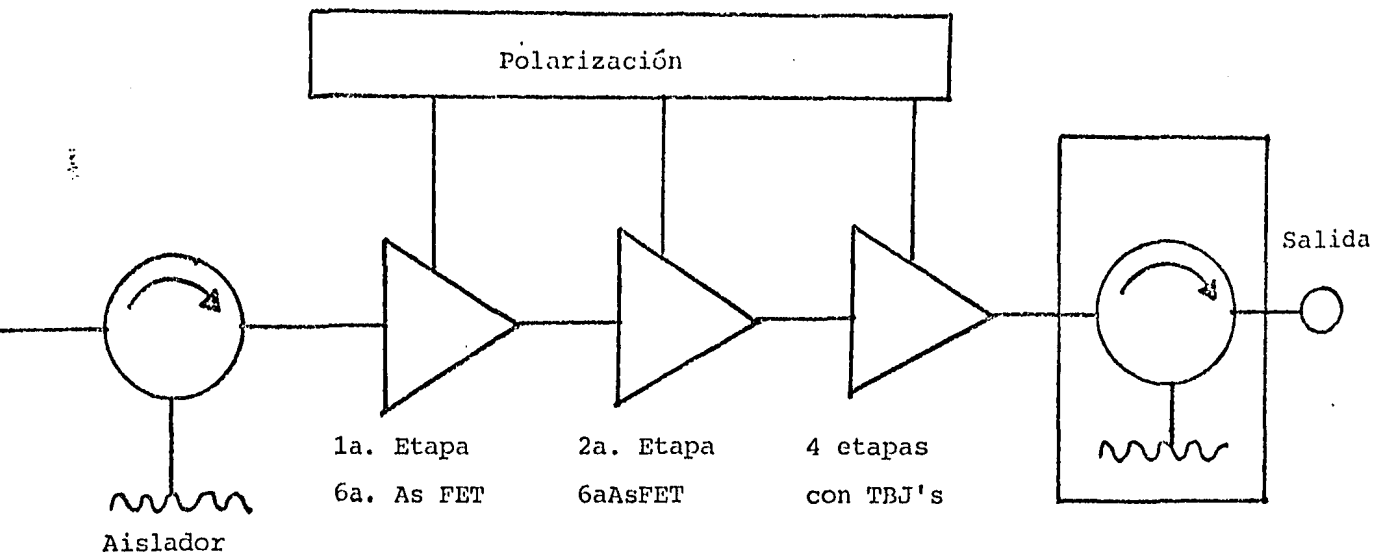 Polarización
Salida
1a. Etapa
6a. As FET
2a. Etapa
6aAsFET
4 etapas
con TBJ's
Aislador